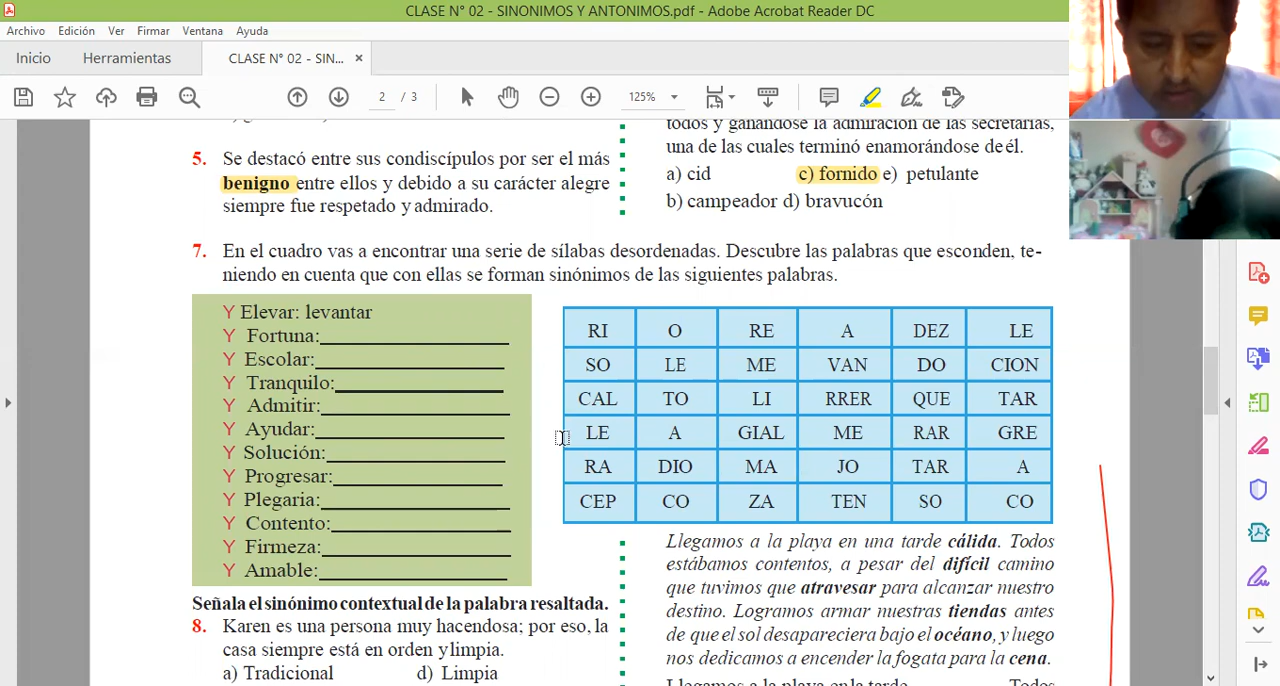 CLASE N° 02 - SINONIMOS Y ANTONIMOS.pdf - Adobe Acrobat Reader DC
Archivo Edición Ver Firmar Ventana Ayuda
Inicio Herramientas CLASE N° 02 - SIN... ×
2 / 3 125%
5. Se destacó entre sus condiscípulos por ser el más
benigno entre ellos y debido a su carácter alegre
siempre fue respetado y admirado.
todos y ganándose la admiración de las secretarias,
una de las cuales terminó enamorándose de él.
a) cid c) fornido e) petulante
b) campeador d) bravucón
7. En el cuadro vas a encontrar una serie de sílabas desordenadas. Descubre las palabras que esconden, te-
niendo en cuenta que con ellas se forman sinónimos de las siguientes palabras.
Y Elevar: levantar
Y Fortuna:
Y Escolar:
Y Tranquilo:
Y Admitir:
Y Ayudar:
Y Solución:
Y Progresar:
Y Plegaria:
Y Contento:
Y Firmeza:
Y Amable:
RI O RE A DEZ LE
SO LE ME VAN DO CION
CAL TO LI RRER QUE TAR
LE A GIAL ME RAR GRE
RA DIO MA JO TAR A
CEP CO ZA TEN SO CO
Señala el sinónimo contextual de la palabra resaltada.
8. Karen es una persona muy hacendosa; por eso, la
casa siempre está en orden y limpia.
a) Tradicional d) Limpia
Llegamos a la playa en una tarde cálida. Todos
estábamos contentos, a pesar del difícil camino
que tuvimos que atravesar para alcanzar nuestro
destino. Logramos armar nuestras tiendas antes
de que el sol desapareciera bajo el océano, y luego
nos dedicamos a encender la fogata para la cena.
Llegamos a la playa en la tarde Todos